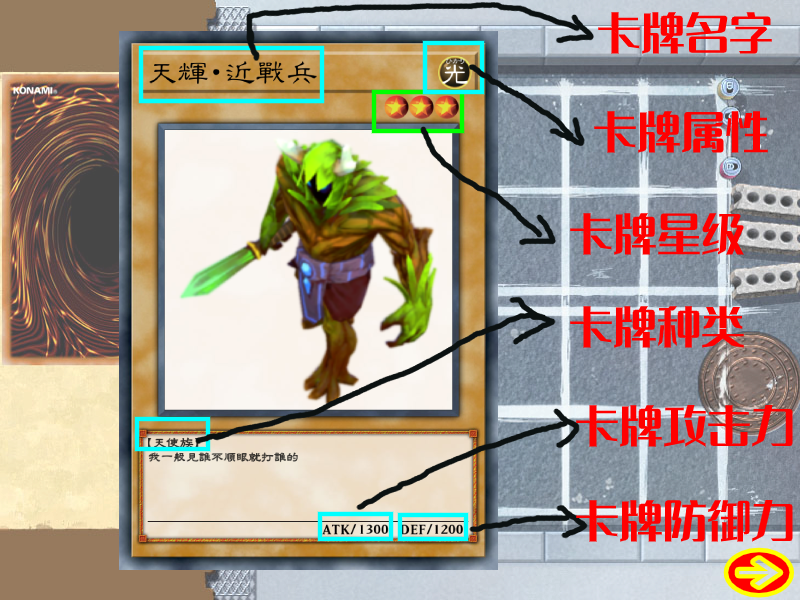 卡牌名字
KONAMI
天輝·近戰兵
光
卡牌属性
卡牌星级
卡牌种类
【天使族】
我一般見誰不順眼就打誰的
卡牌攻击力
ATK/1300 DEF/1200
卡牌防御力